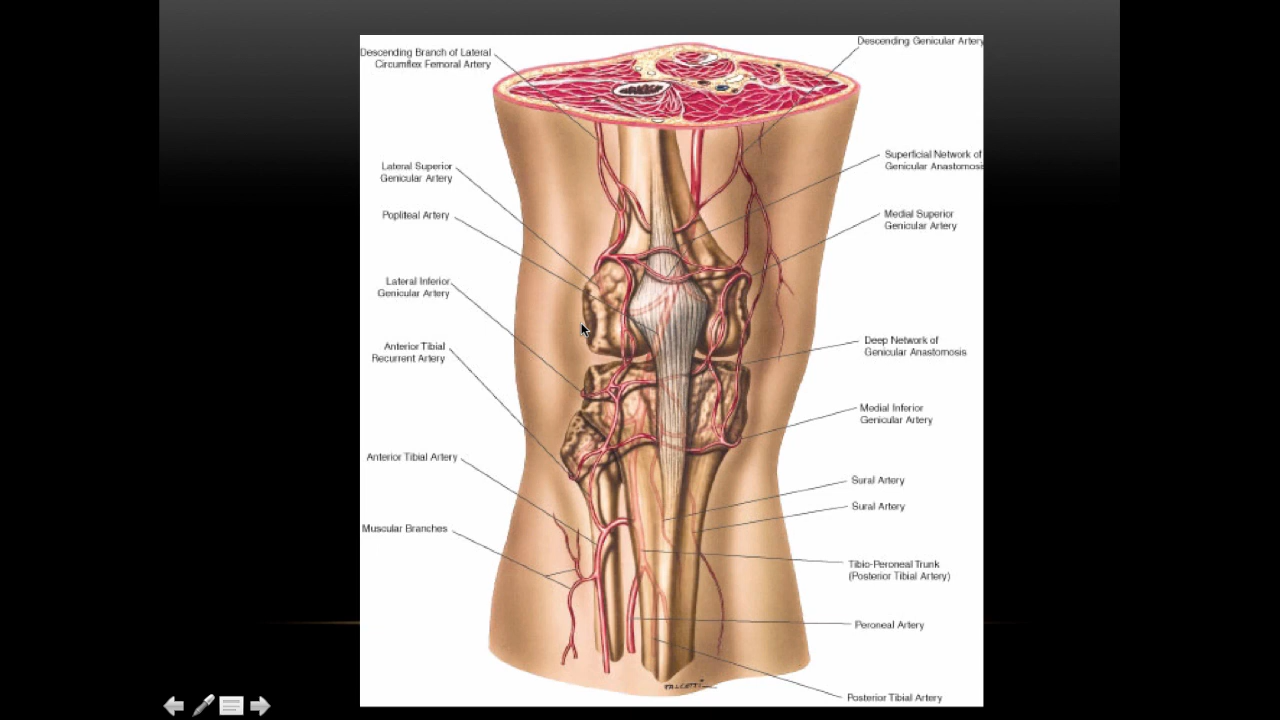 Descending Branch of Lateral
Circumflex Femoral Artery
Lateral Superior
Genicular Artery
Popliteal Artery
Lateral Inferior
Genicular Artery
Anterior Tibial
Recurrent Artery
Anterior Tibial Artery
Muscular Branches
Descending Genicular Artery
Superficial Network of
Genicular Anastomosis
Medial Superior
Genicular Artery
Deep Network of
Genicular Anastomosis
Medial Inferior
Genicular Artery
Sural Artery
Sural Artery
Tibio-Peroneal Trunk
(Posterior Tibial Artery)
Peroneal Artery
Posterior Tibial Artery